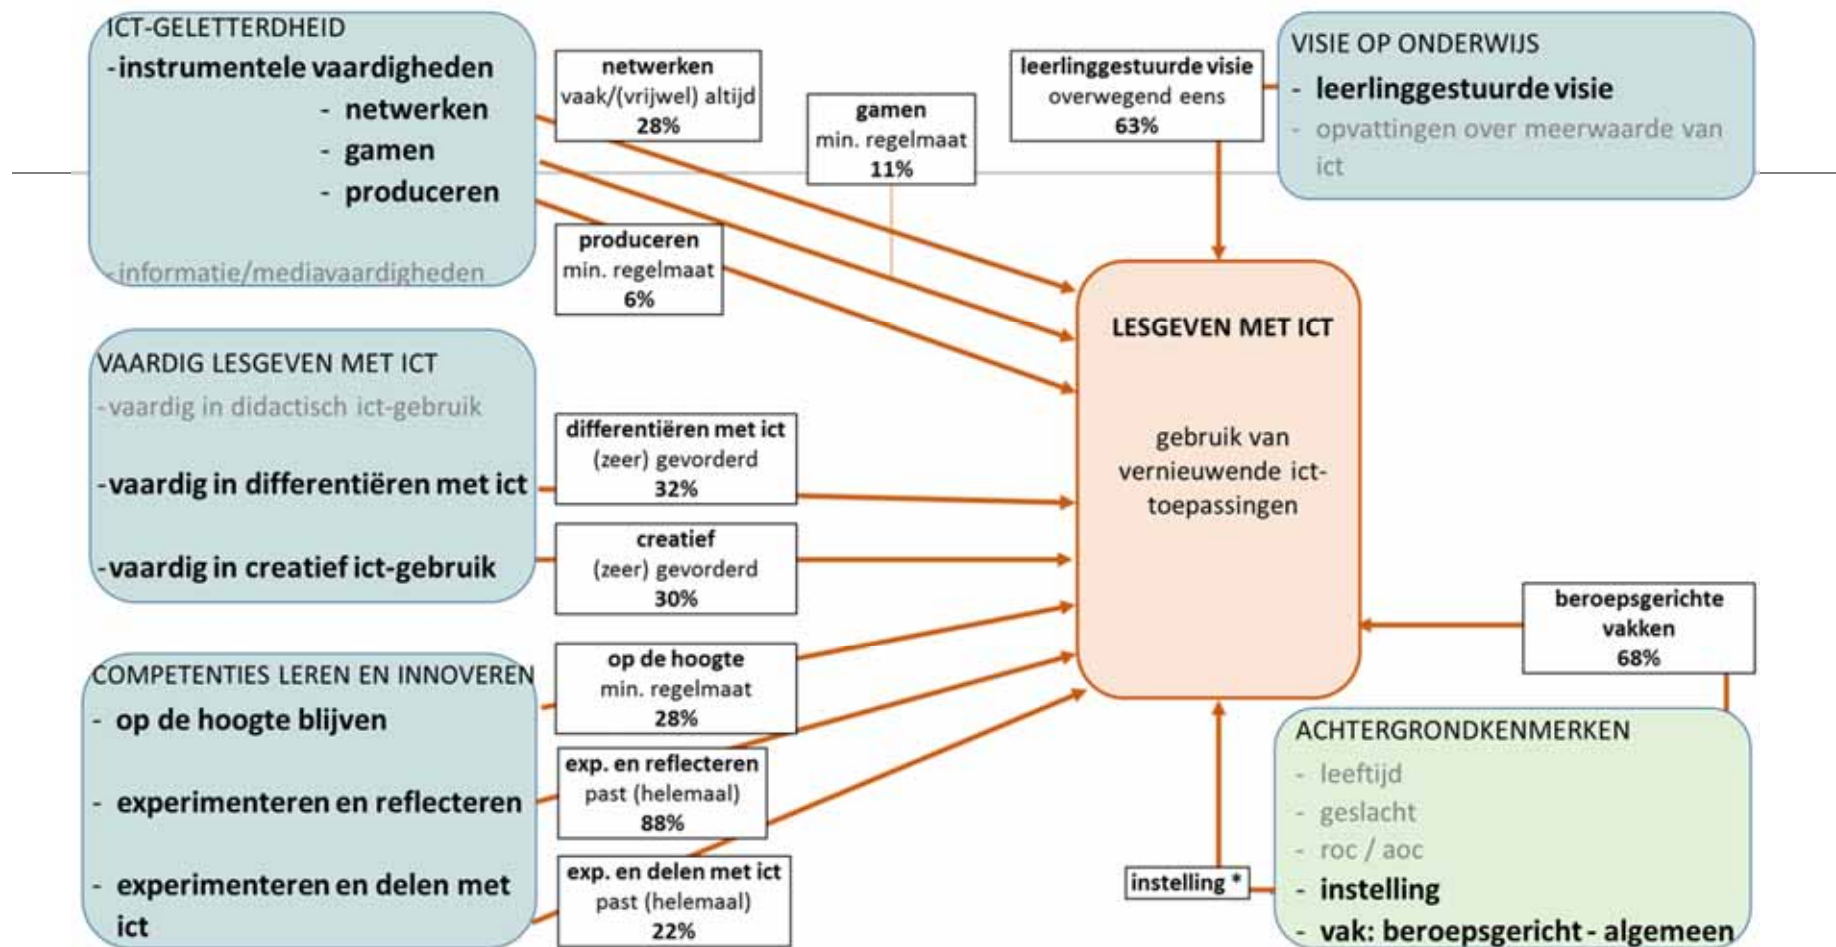 ICT-GELETTERDHEID
-instrumentele vaardigheden
- netwerken
- gamen
- produceren
-informatie/mediavaardigheden
netwerken
vaak/(vrijwel) altijd
28%
gamen
min. regelmaat
11%
produceren
min. regelmaat
6%
leerlinggestuurde visie
overwegend eens
63%
VISIE OP ONDERWIJS
- leerlinggestuurde visie
- opvattingen over meerwaarde van
ict
VAARDIG LESGEVEN MET ICT
-vaardig in didactisch ict-gebruik
-vaardig in differentiëren met ict
-vaardig in creatief ict-gebruik
differentiëren met ict
(zeer) gevorderd
32%
creatief
(zeer) gevorderd
30%
LESGEVEN MET ICT
gebruik van
vernieuwende ict-
toepassingen
COMPETENTIES LEREN EN INNOVEREN
- op de hoogte blijven
- experimenteren en reflecteren
- experimenteren en delen met
ict
op de hoogte
min. regelmaat
28%
exp. en reflecteren
past (helemaal)
88%
exp. en delen met ict
past (helemaal)
22%
beroepsgerichte
vakken
68%
instelling *
ACHTERGRONDKENMERKEN
- leeftijd
- geslacht
- roc / aoc
- instelling
- vak: beroepsgericht - algemeen